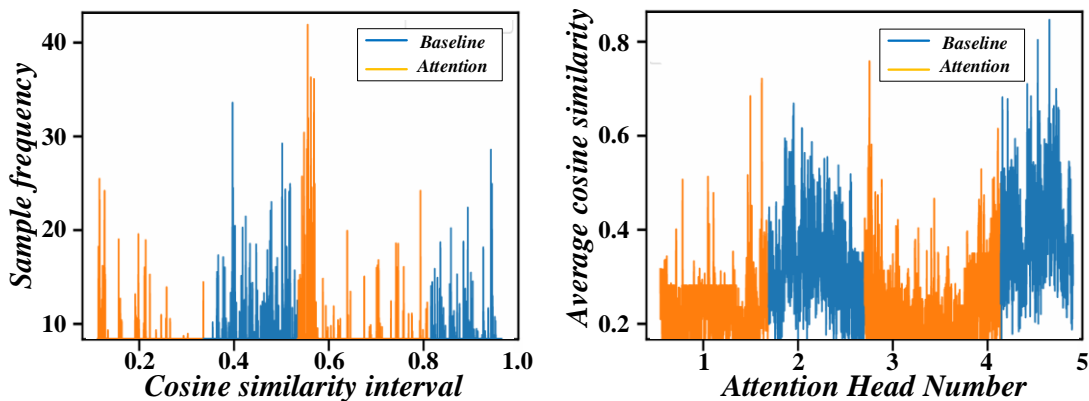 Sample frequency
40
30
20
10
Baseline
Attention
0.2
0.4
0.6
0.8
1.0
Cosine similarity interval
Average cosine similarity
0.8
0.6
0.4
0.2
Baseline
Attention
1
2
3
4
5
Attention Head Number